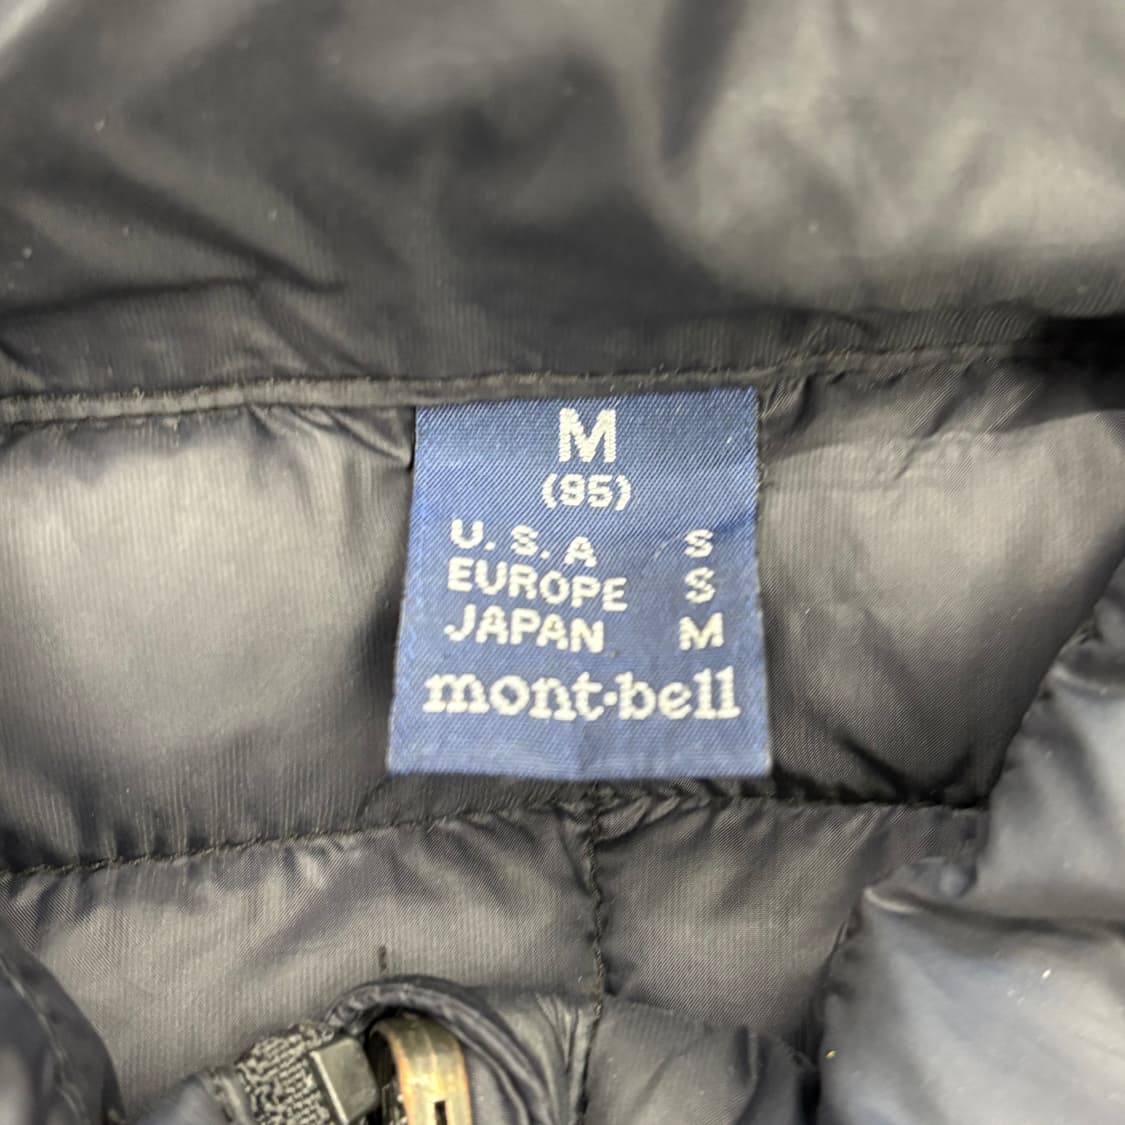 M
(95)
U.S.A S
EUROPE S
JAPAN M
mont·bell